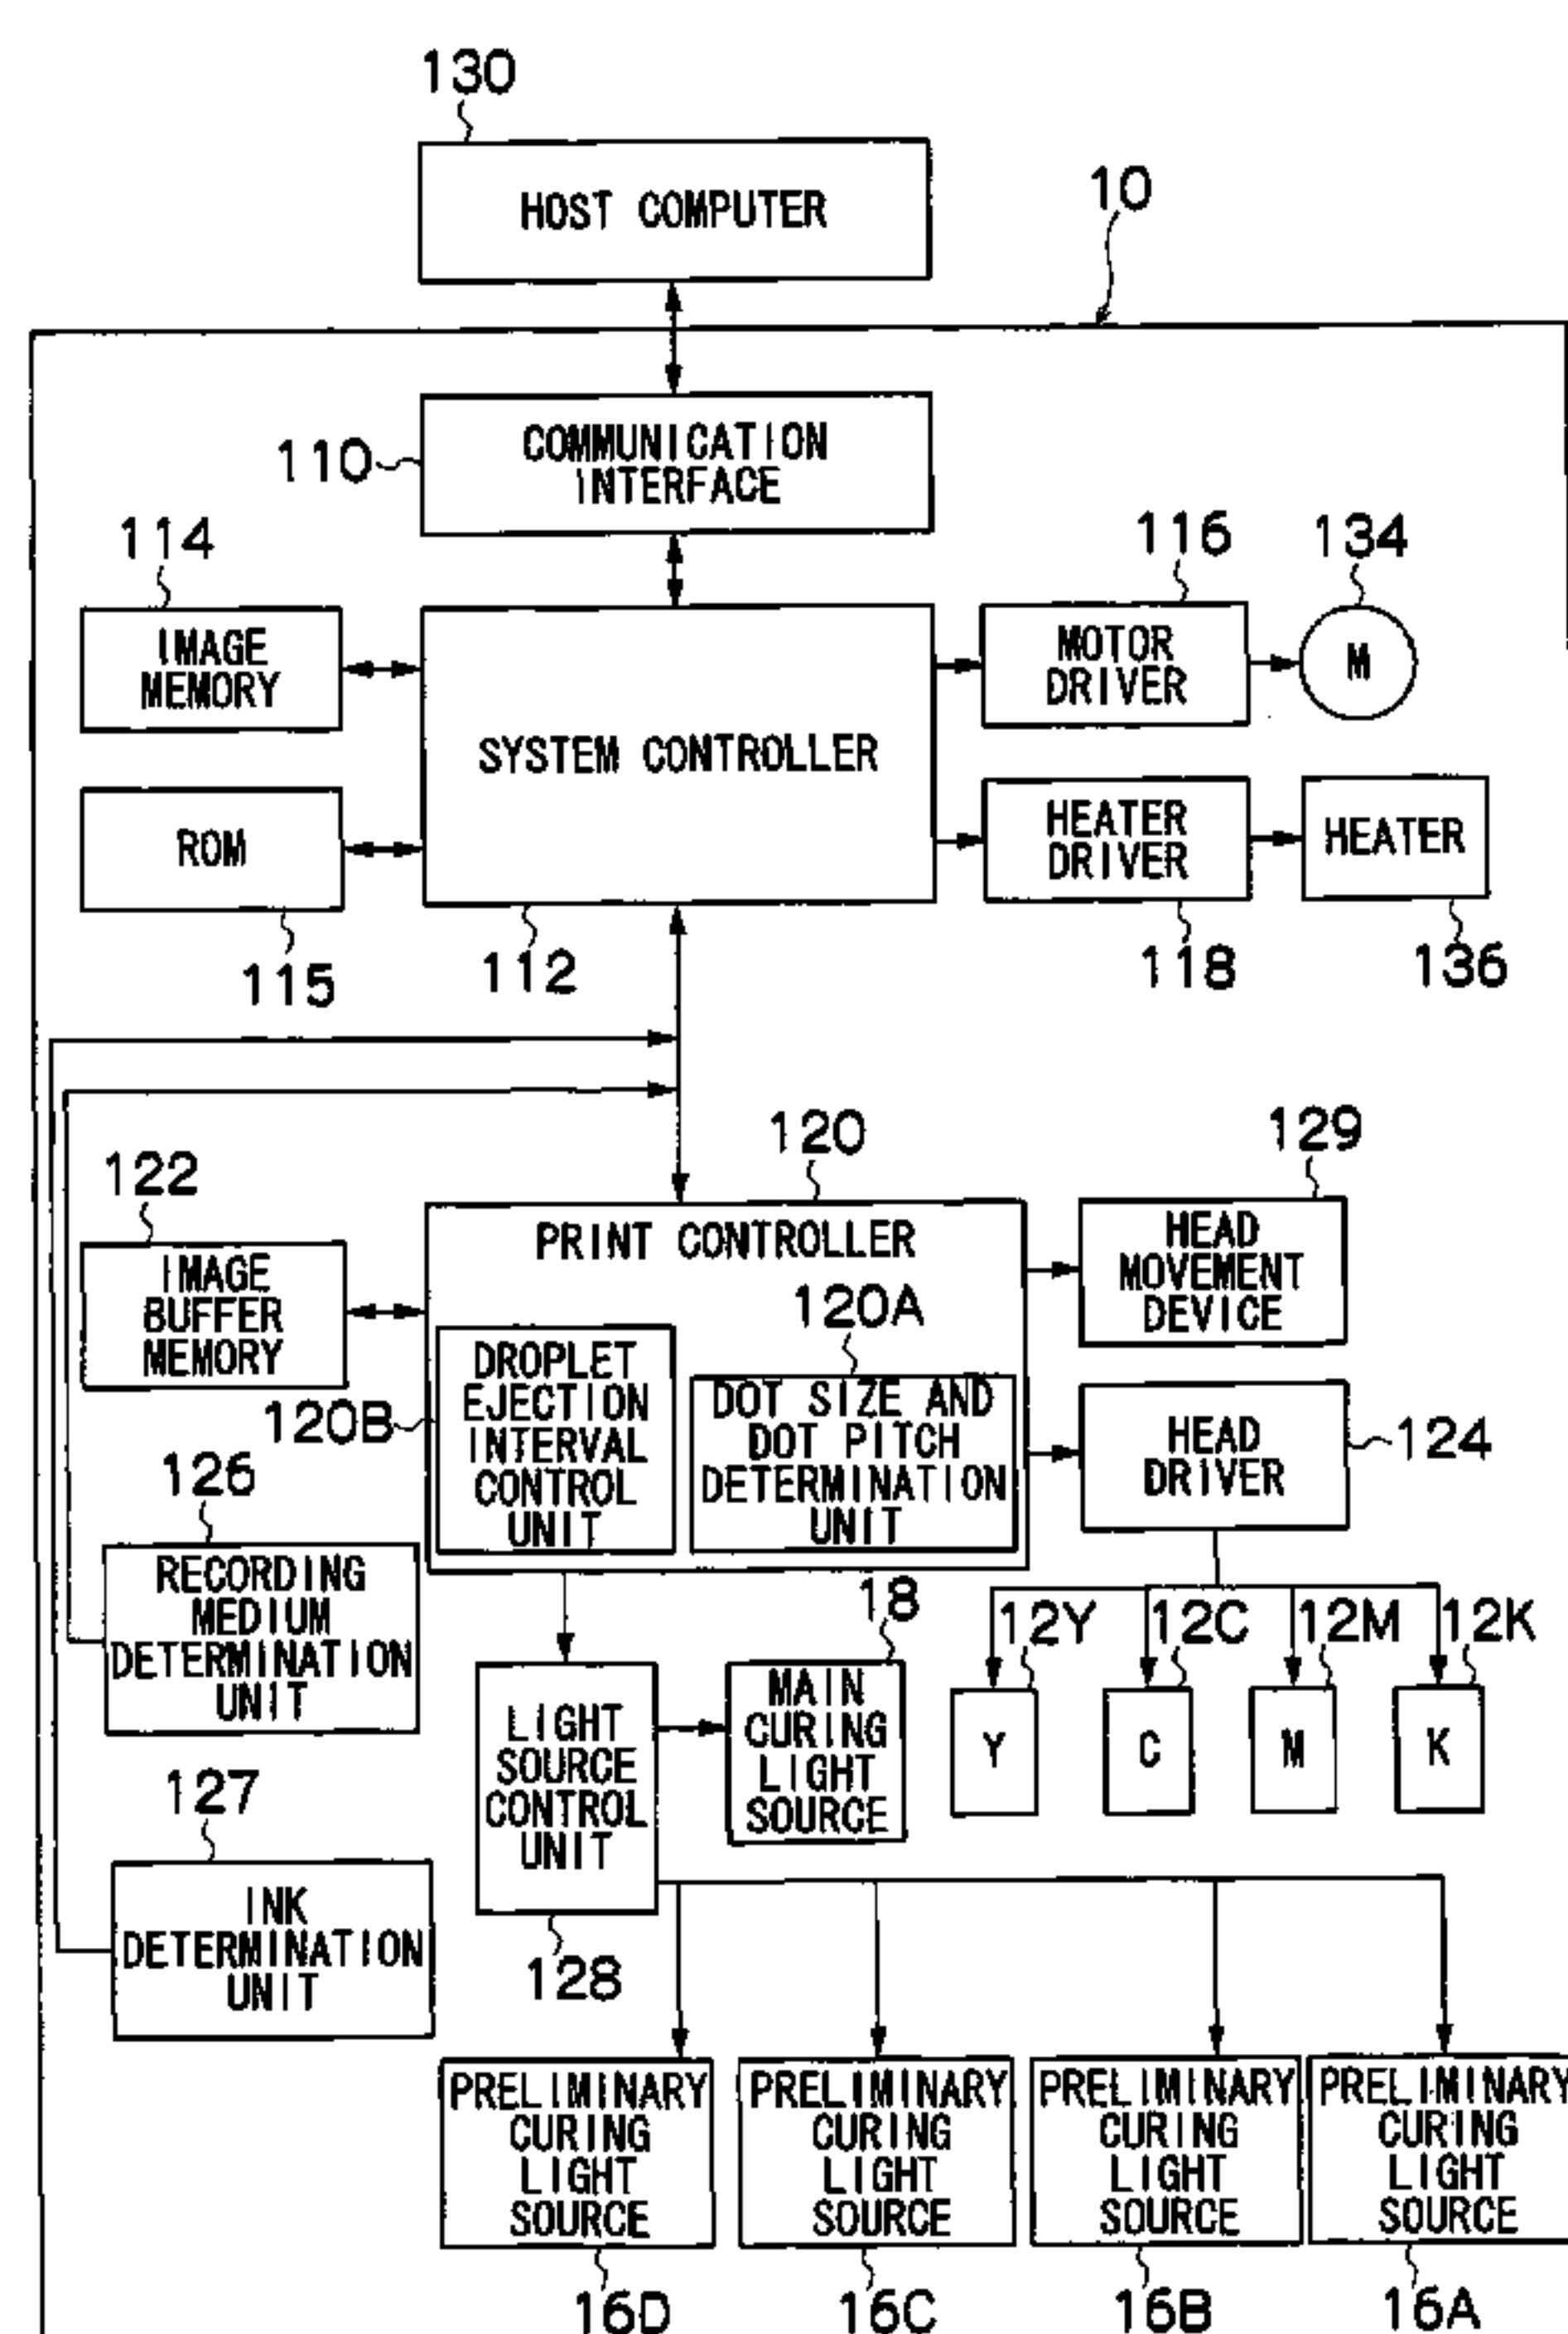 130
HOST COMPUTER
10
110
COMMUNICATION
INTERFACE
114
IMAGE
MEMORY
116
MOTOR
DRIVER
134
M
SYSTEM CONTROLLER
ROM
115
112
HEATER
DRIVER
118
HEATER
136
120
PRINT CONTROLLER
122
IMAGE
BUFFER
MEMORY
129
HEAD
MOVEMENT
DEVICE
120A
120B
DROPLET
EJECTION
INTERVAL
CONTROL
UNIT
DOT SIZE AND
DOT PITCH
DETERMINATION
UNIT
HEAD
DRIVER
124
126
RECORDING
MEDIUM
DETERMINATION
UNIT
18
12Y
12C
12M
12K
LIGHT
SOURCE
CONTROL
UNIT
MAIN
CURING
LIGHT
SOURCE
Y
C
M
K
127
INK
DETERMINATION
UNIT
128
PRELIMINARY
CURING
LIGHT
SOURCE
PRELIMINARY
CURING
LIGHT
SOURCE
PRELIMINARY
CURING
LIGHT
SOURCE
PRELIMINARY
CURING
LIGHT
SOURCE
16D
16C
16B
16A